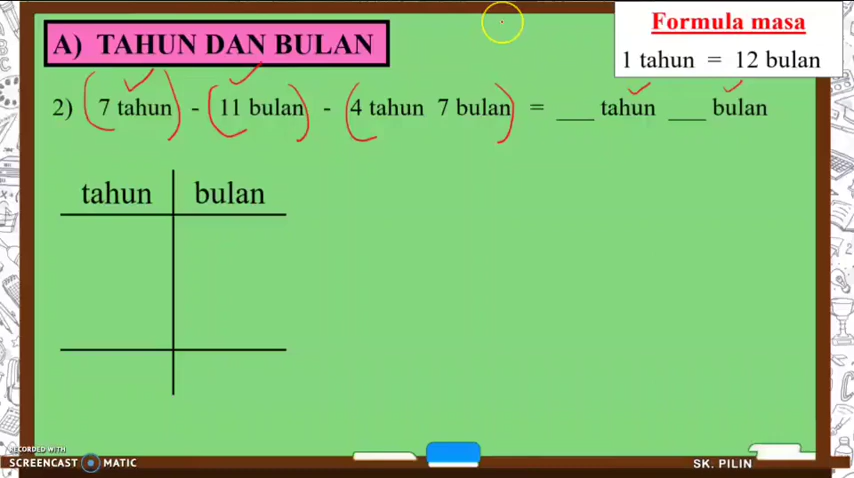 Formula masa
1 tahun = 12 bulan
A) TAHUN DAN BULAN
2) 7 tahun - 11 bulan - 4 tahun 7 bulan = ___ tahun ___ bulan
tahun bulan
RECORDED WITH
SCREENCAST MATIC
SK. PILIN